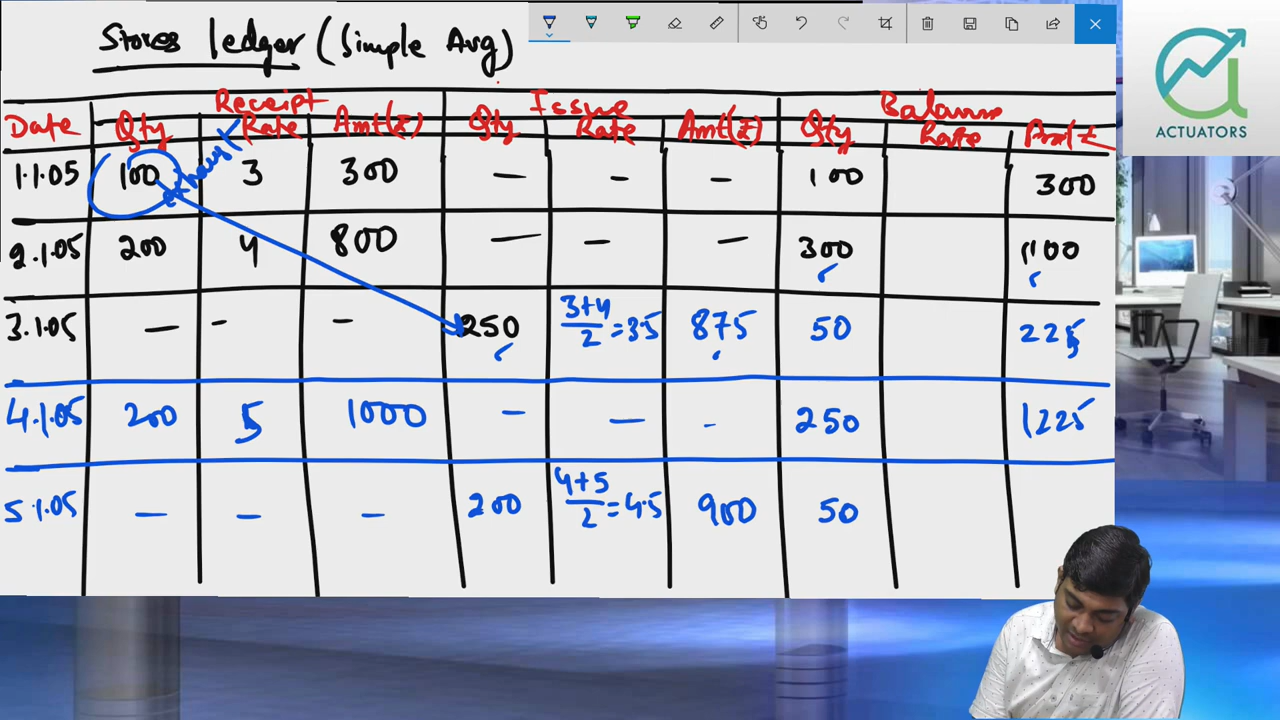 Stores ledger (Simple Avg)
ACTUATORS
Receipt Issue Balance
Date Qty Rate Amt(₹) Qty Rate Amt(₹) Qty Rate Amt ₹
exhaust
1.1.05 100 3 300 — — — 100 300
2.1.05 200 4 800 — — — 300 1100
3.1.05 — - - 250 3+4/2 = 3.5 875 50 225
4.1.05 200 5 1000 - — - 250 1225
5.1.05 — — — 200 4+5/2 = 4.5 900 50